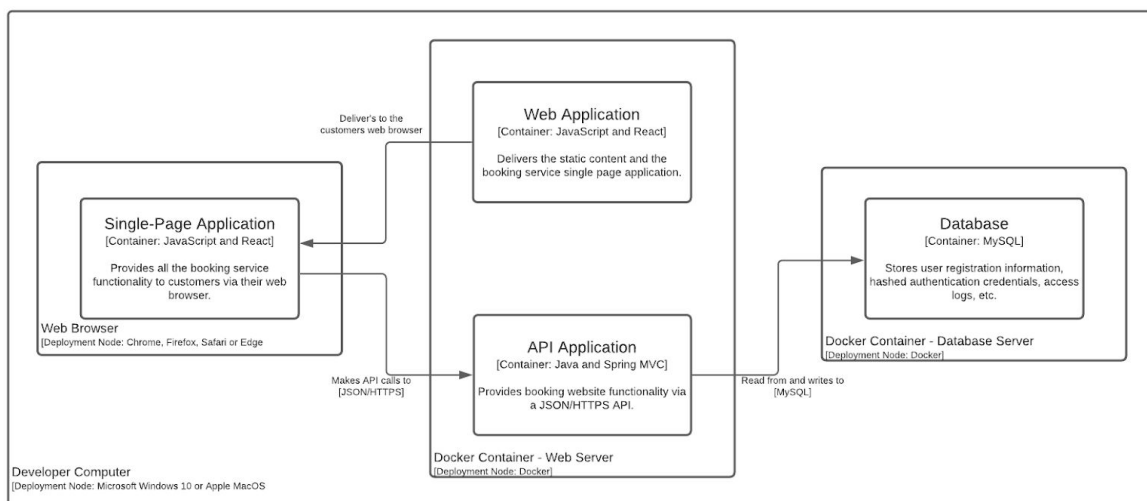 Web Application
[Container: JavaScript and React]
Delivers the static content and the
booking service single page application.
Deliver's to the
customers web browser
Single-Page Application
[Container: JavaScript and React]
Provides all the booking service
functionality to customers via their web
browser.
Web Browser
[Deployment Node: Chrome, Firefox, Safari or Edge
Database
[Container: MySQL]
Stores user registration information,
hashed authentication credentials, access
logs, etc.
Docker Container - Database Server
[Deployment Node: Docker]
API Application
[Container: Java and Spring MVC]
Provides booking website functionality via
a JSON/HTTPS API.
Makes API calls to
[JSON/HTTPS]
Read from and writes to
[MySQL]
Docker Container - Web Server
[Deployment Node: Docker]
Developer Computer
[Deployment Node: Microsoft Windows 10 or Apple MacOS